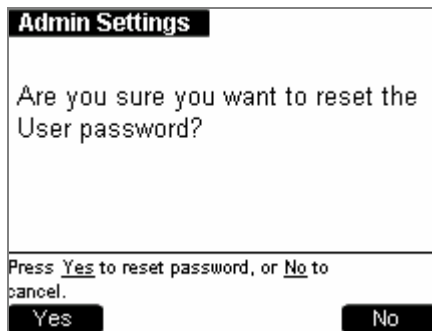 Admin Settings
Are you sure you want to reset the
User password?
Press Yes to reset password, or No to
cancel.
Yes
No